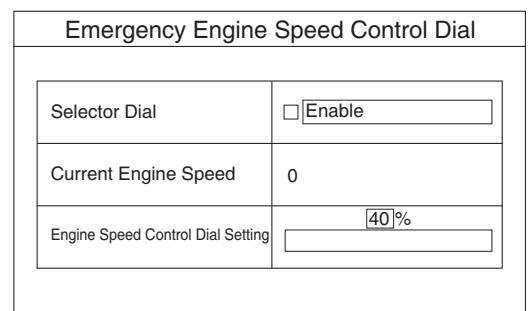 Emergency Engine Speed Control Dial
Selector Dial
□ Enable
Current Engine Speed
0
Engine Speed Control Dial Setting
40 %